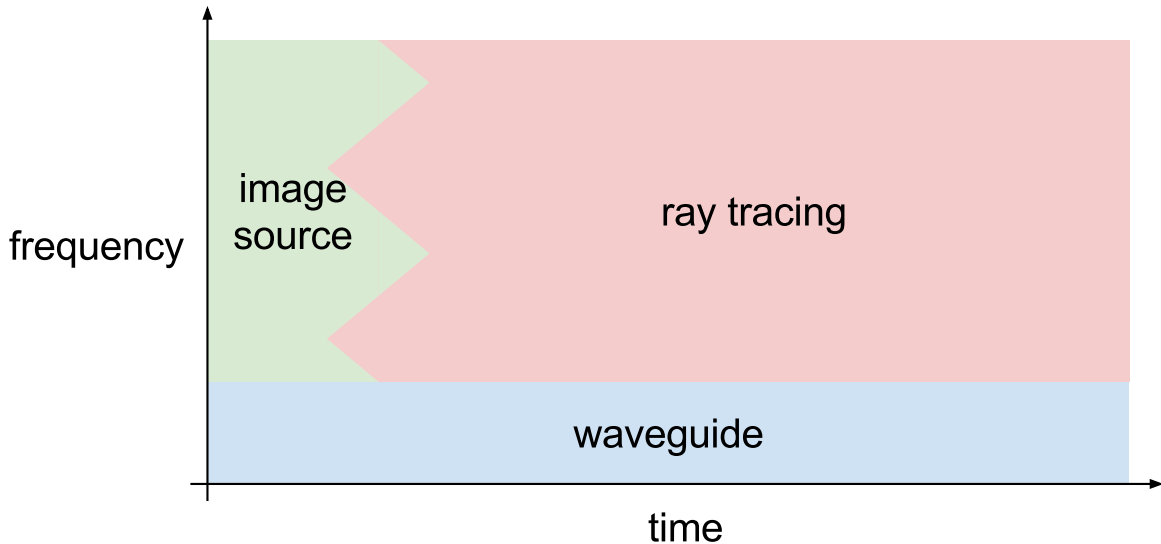 image
source
ray tracing
frequency
waveguide
time